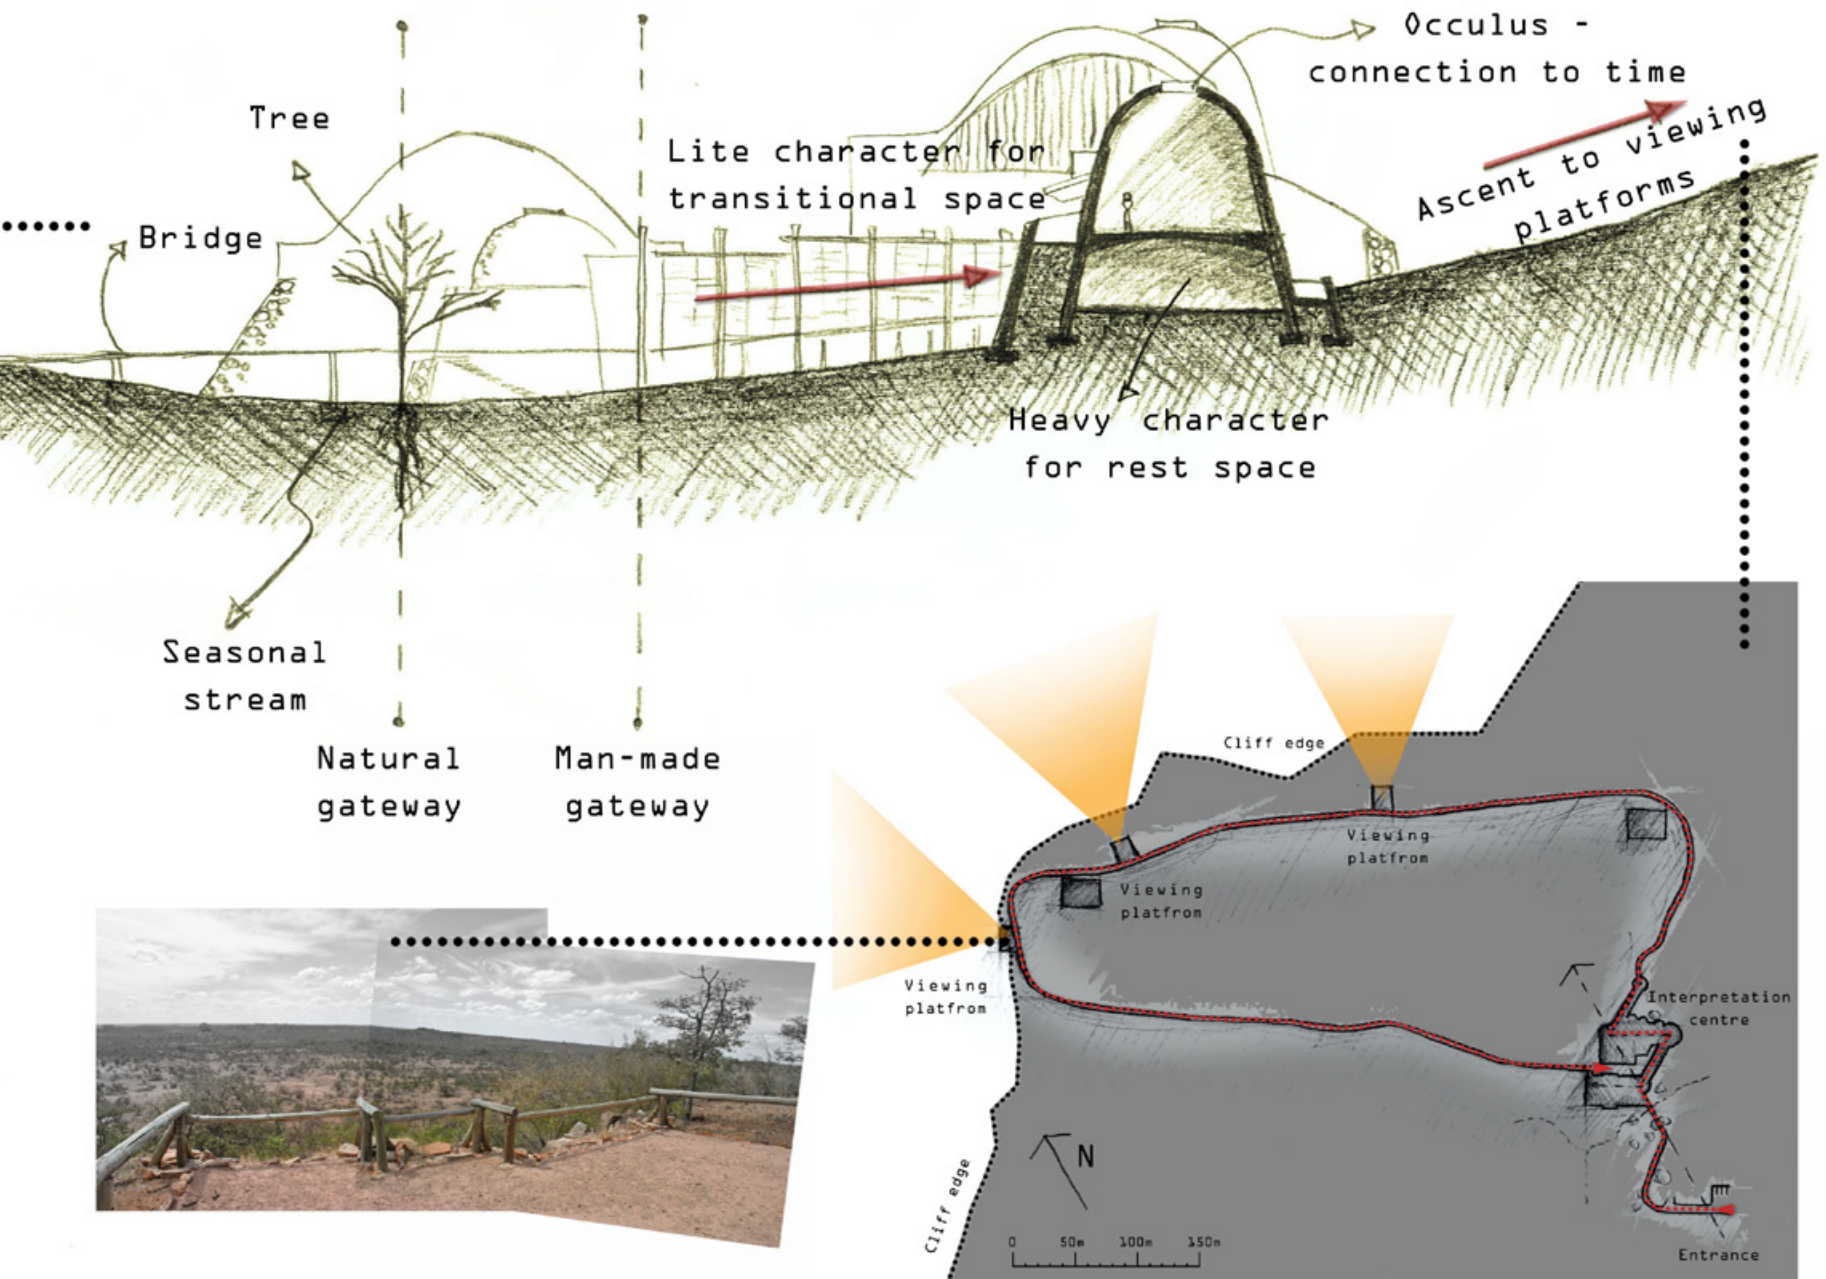 Occulus -
connection to time
Tree
Lite character for
transitional space
Ascent to viewing
platforms
Bridge
Heavy character
for rest space
Seasonal
stream
Natural
gateway
Man-made
gateway
Cliff edge
Viewing
platfrom
Viewing
platfrom
Viewing
platfrom
Interpretation
centre
N
Cliff edge
0 50m 100m 150m
Entrance